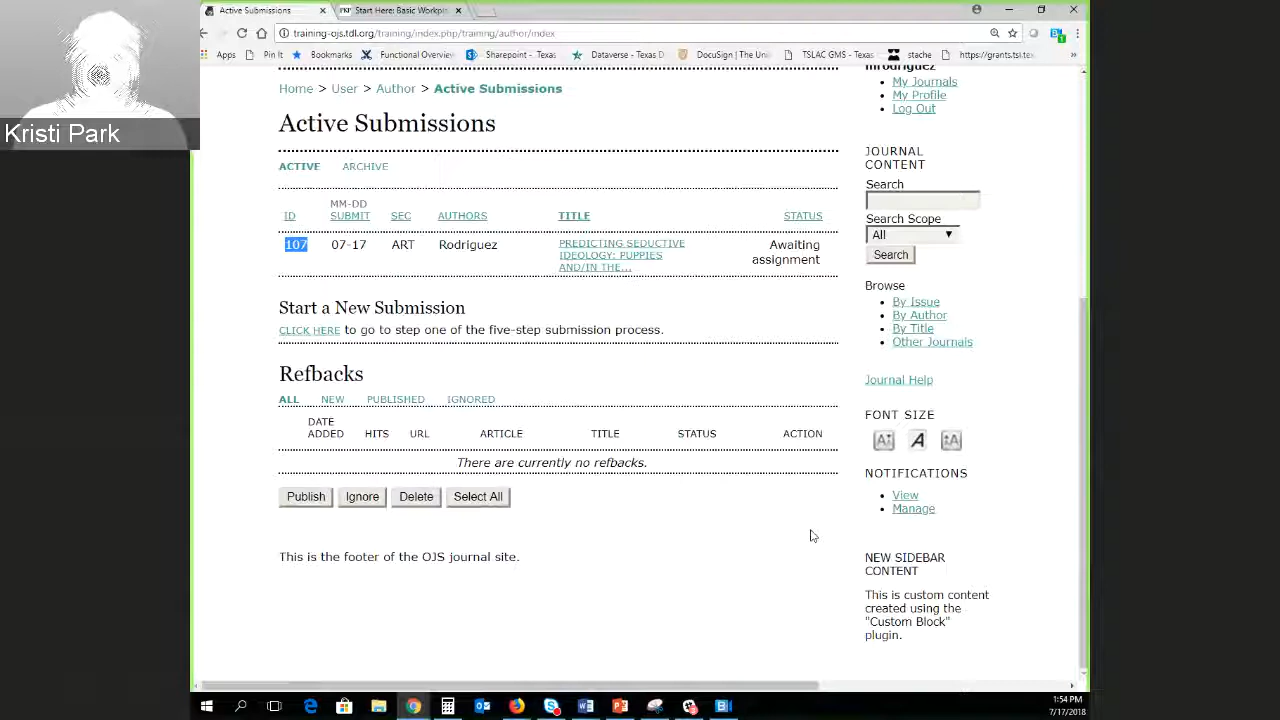 Active Submissions
Start Here: Basic Workpl
training-ojs.tdl.org/training/index.php/training/author/index
Apps
Pin It
Bookmarks
Functional Overview
Sharepoint - Texas
Dataverse - Texas D
DocuSign | The Uni
TSLAC GMS - Texas
stache
https://grants.tsl.tex
Kristi Park
Home > User > Author > Active Submissions
Active Submissions
ACTIVE ARCHIVE
MM-DD
ID SUBMIT SEC AUTHORS TITLE STATUS
107 07-17 ART Rodriguez PREDICTING SEDUCTIVE Awaiting
IDEOLOGY: PUPPIES assignment
AND/IN THE...
Start a New Submission
CLICK HERE to go to step one of the five-step submission process.
Refbacks
ALL NEW PUBLISHED IGNORED
DATE
ADDED HITS URL ARTICLE TITLE STATUS ACTION
There are currently no refbacks.
Publish Ignore Delete Select All
This is the footer of the OJS journal site.
mrodriguez
My Journals
My Profile
Log Out
JOURNAL
CONTENT
Search
Search Scope
All
Search
Browse
By Issue
By Author
By Title
Other Journals
Journal Help
FONT SIZE
NOTIFICATIONS
View
Manage
NEW SIDEBAR
CONTENT
This is custom content
created using the
"Custom Block"
plugin.
1:54 PM
7/17/2018